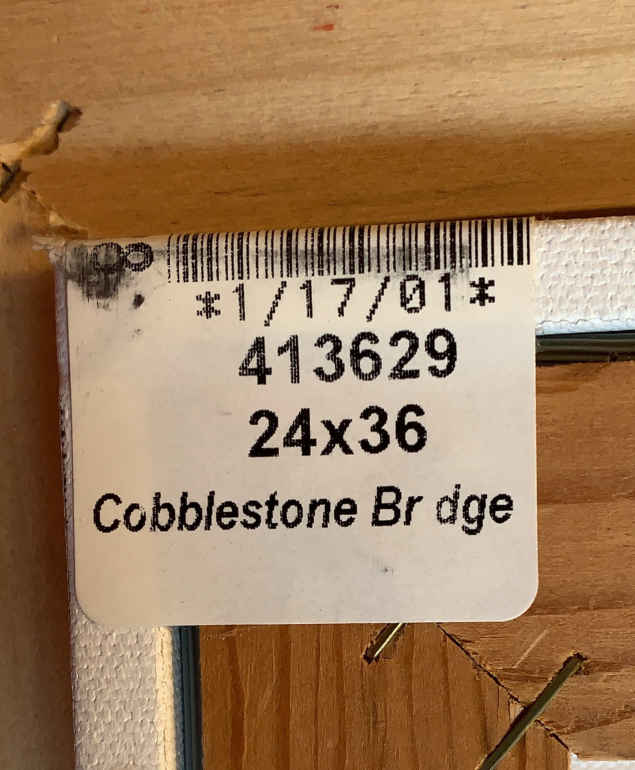 *1/17/01*
413629
24x36
Cobblestone Br dge